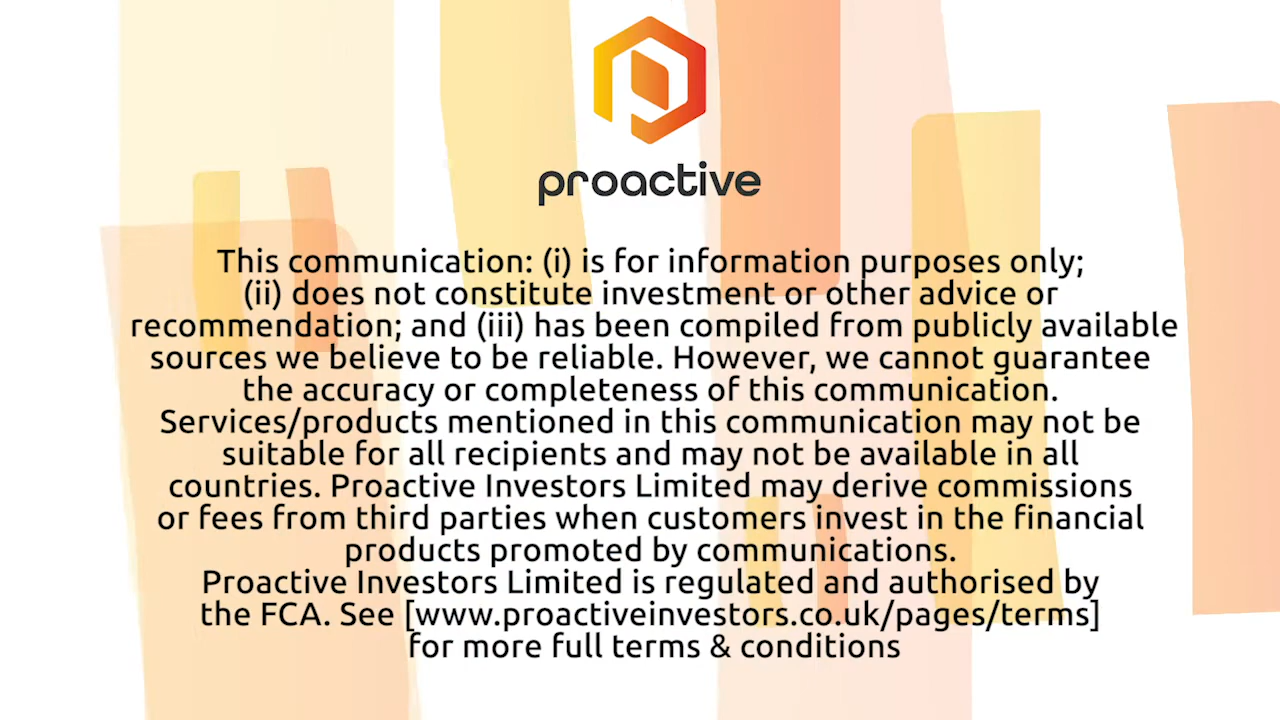 proactive
This communication: (i) is for information purposes only;
(ii) does not constitute investment or other advice or
recommendation; and (iii) has been compiled from publicly available
sources we believe to be reliable. However, we cannot guarantee
the accuracy or completeness of this communication.
Services/products mentioned in this communication may not be
suitable for all recipients and may not be available in all
countries. Proactive Investors Limited may derive commissions
or fees from third parties when customers invest in the financial
products promoted by communications.
Proactive Investors Limited is regulated and authorised by
the FCA. See [www.proactiveinvestors.co.uk/pages/terms]
for more full terms & conditions